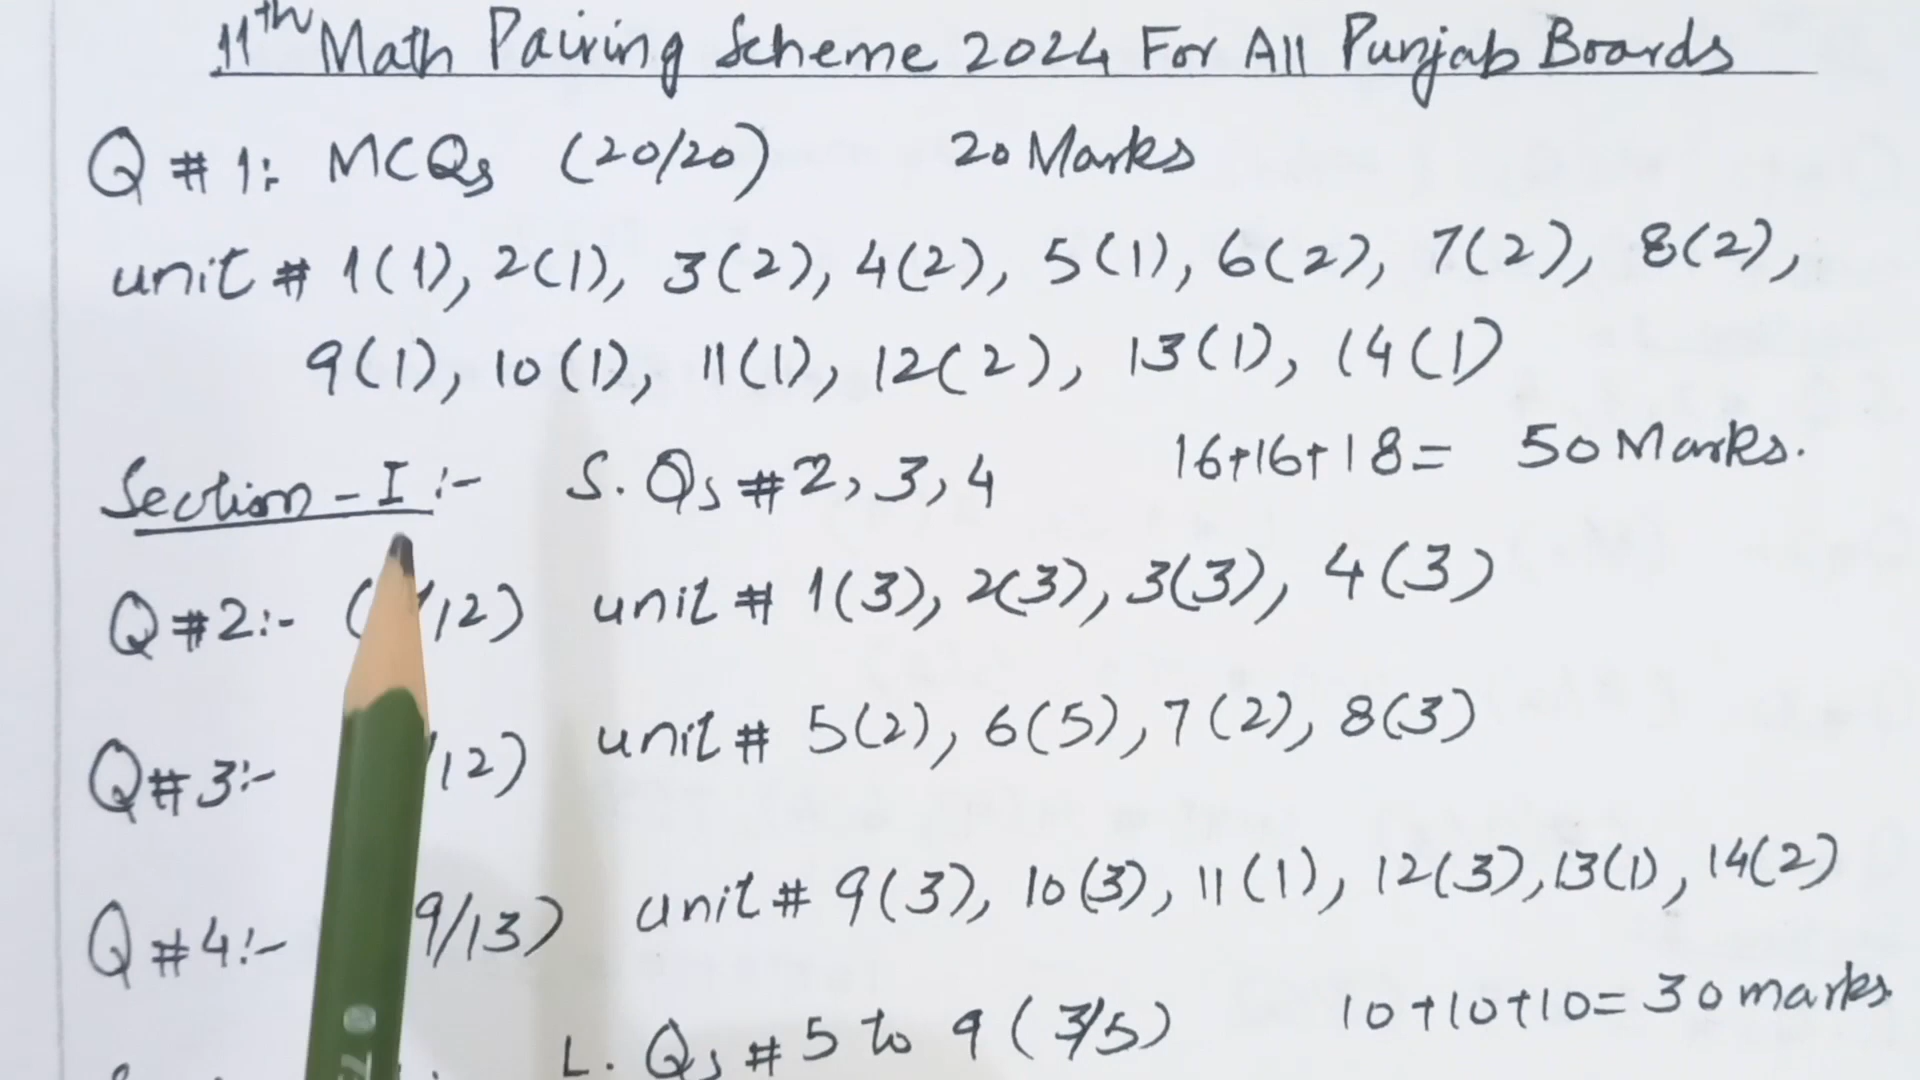 11th Math Pairing Scheme 2024 For All Punjab Boards
Q # 1:- MCQs (20/20) 20 Marks
unit # 1(1), 2(1), 3(2), 4(2), 5(1), 6(2), 7(2), 8(2),
9(1), 10(1), 11(1), 12(2), 13(1), 14(1)
Section - I :- S. Qs # 2, 3, 4 16+16+18 = 50 Marks.
Q #2:- ( /12) unit # 1(3), 2(3), 3(3), 4(3)
Q #3:- /12) unit # 5(2), 6(5), 7(2), 8(3)
Q #4:- 9/13) unit # 9(3), 10(3), 11(1), 12(3), 13(1), 14(2)
L. Qs # 5 to 9 (3/5) 10+10+10 = 30 marks